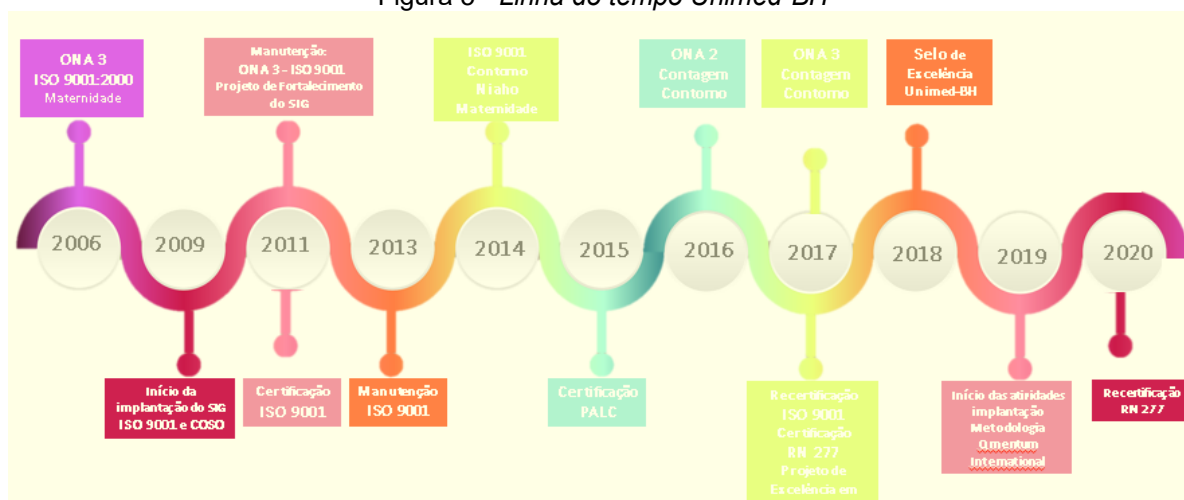 Linha do tempo Unimed-BH
ONA 3
ISO 9001:2000
Maternidade
Manutenção:
ONA 3 – ISO 9001
Projeto de Fortalecimento
do SIG
ISO 9001
Contorno
Maternidade
ONA 2
Contagem
Contorno
ONA 3
Contagem
Contorno
Selo de
Excelência
Unimed-BH
2006
2009
2011
2013
2014
2015
2016
2017
2018
2019
2020
Início da
implantação do SIG
ISO 9001 e COSO
Certificação
ISO 9001
Manutenção
ISO 9001
Certificação
PALC
Recertificação
ISO 9001
Certificação
RN 277
Projeto de
Excelência em
Início das atividades
implantação
Metodologia
Qmentum
International
Recertificação
RN 277